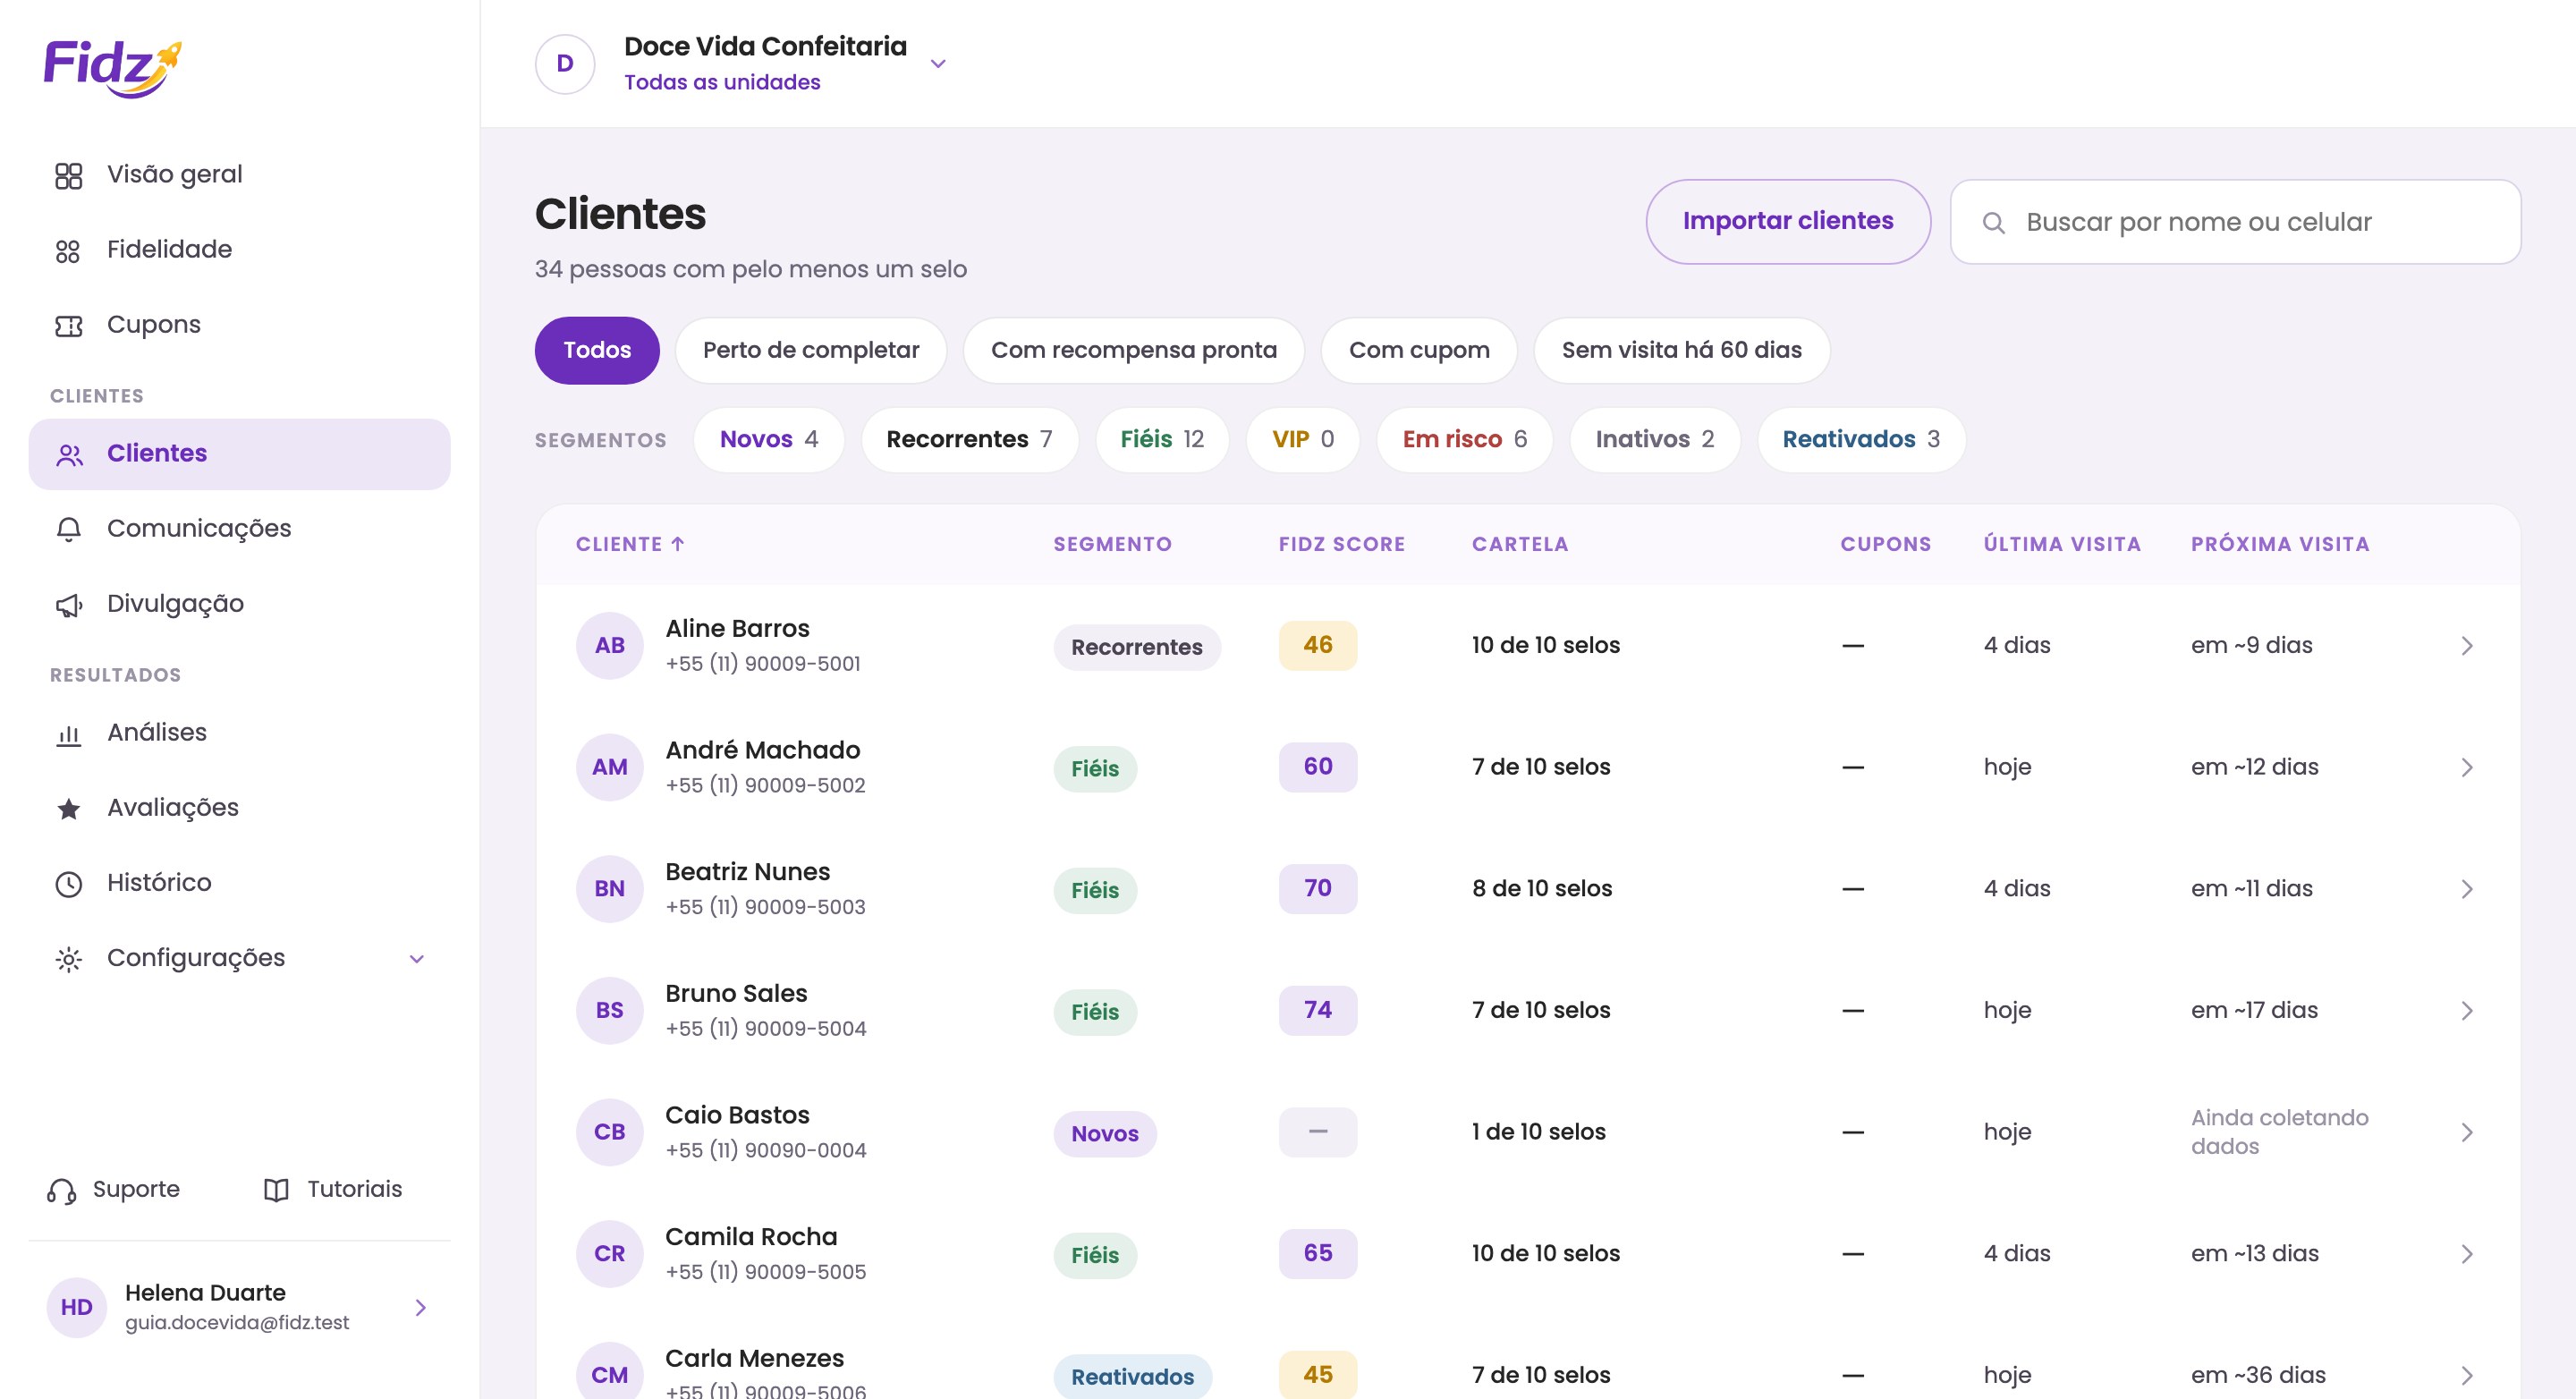 Fidz
Visão geral
Fidelidade
Cupons
CLIENTES
Clientes
Comunicações
Divulgação
RESULTADOS
Análises
Avaliações
Histórico
Configurações
Suporte
Tutoriais
HD
Helena Duarte
guia.docevida@fidz.test
D
Doce Vida Confeitaria
Todas as unidades
Clientes
34 pessoas com pelo menos um selo
Importar clientes
Buscar por nome ou celular
Todos
Perto de completar
Com recompensa pronta
Com cupom
Sem visita há 60 dias
SEGMENTOS
Novos 4
Recorrentes 7
Fiéis 12
VIP 0
Em risco 6
Inativos 2
Reativados 3
CLIENTE ↑
SEGMENTO
FIDZ SCORE
CARTELA
CUPONS
ÚLTIMA VISITA
PRÓXIMA VISITA
AB
Aline Barros
+55 (11) 90009-5001
Recorrentes
46
10 de 10 selos
—
4 dias
em ~9 dias
AM
André Machado
+55 (11) 90009-5002
Fiéis
60
7 de 10 selos
—
hoje
em ~12 dias
BN
Beatriz Nunes
+55 (11) 90009-5003
Fiéis
70
8 de 10 selos
—
4 dias
em ~11 dias
BS
Bruno Sales
+55 (11) 90009-5004
Fiéis
74
7 de 10 selos
—
hoje
em ~17 dias
CB
Caio Bastos
+55 (11) 90090-0004
Novos
—
1 de 10 selos
—
hoje
Ainda coletando
dados
CR
Camila Rocha
+55 (11) 90009-5005
Fiéis
65
10 de 10 selos
—
4 dias
em ~13 dias
CM
Carla Menezes
+55 (11) 90009-5006
Reativados
45
7 de 10 selos
—
hoje
em ~36 dias